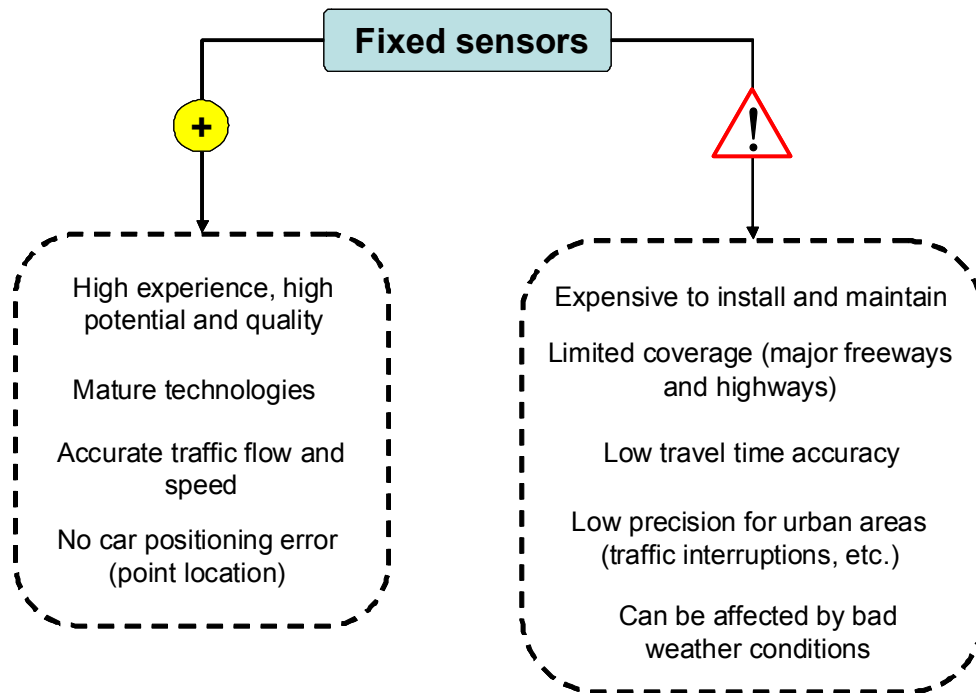 Fixed sensors
+
!
High experience, high
potential and quality
Mature technologies
Accurate traffic flow and
speed
No car positioning error
(point location)
Expensive to install and maintain
Limited coverage (major freeways
and highways)
Low travel time accuracy
Low precision for urban areas
(traffic interruptions, etc.)
Can be affected by bad
weather conditions